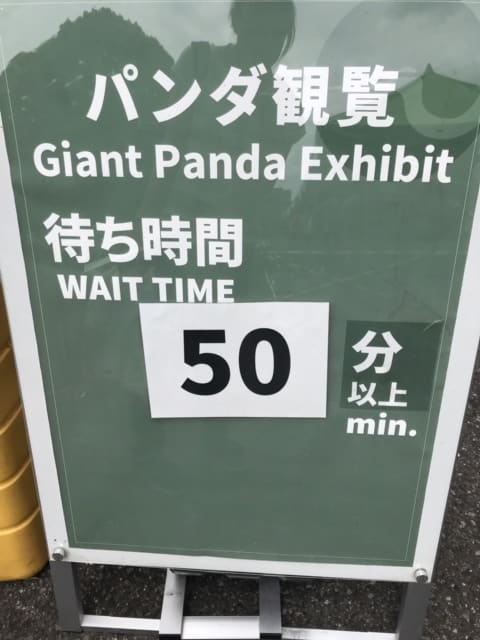 パンダ観覧
Giant Panda Exhibit
待ち時間
WAIT TIME
50
分
以上
min.